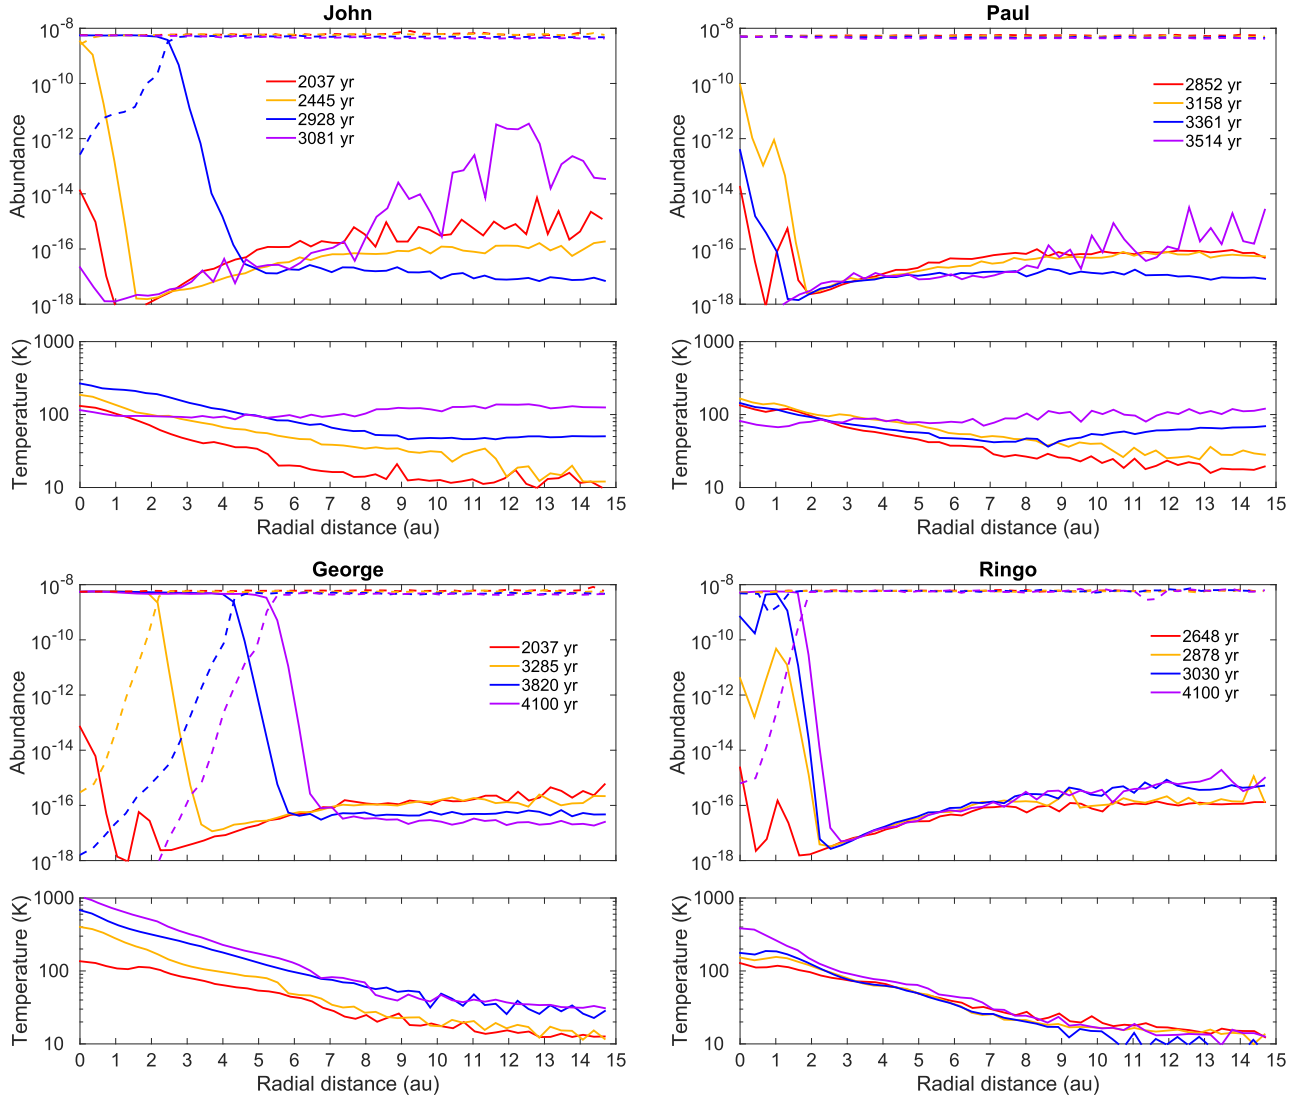 John
Abundance
10-8
10-10
10-12
10-14
10-16
10-18
2037 yr
2445 yr
2928 yr
3081 yr
Temperature (K)
1000
100
10
0 1 2 3 4 5 6 7 8 9 10 11 12 13 14 15
Radial distance (au)
Paul
Abundance
10-8
10-10
10-12
10-14
10-16
10-18
2852 yr
3158 yr
3361 yr
3514 yr
Temperature (K)
1000
100
10
0 1 2 3 4 5 6 7 8 9 10 11 12 13 14 15
Radial distance (au)
George
Abundance
10-8
10-10
10-12
10-14
10-16
10-18
2037 yr
3285 yr
3820 yr
4100 yr
Temperature (K)
1000
100
10
0 1 2 3 4 5 6 7 8 9 10 11 12 13 14 15
Radial distance (au)
Ringo
Abundance
10-8
10-10
10-12
10-14
10-16
10-18
2648 yr
2878 yr
3030 yr
4100 yr
Temperature (K)
1000
100
10
0 1 2 3 4 5 6 7 8 9 10 11 12 13 14 15
Radial distance (au)